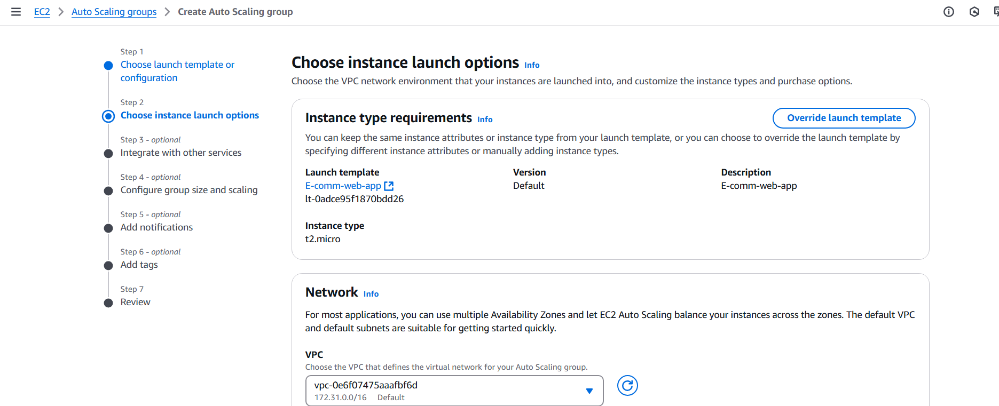 EC2 > Auto Scaling groups > Create Auto Scaling group
Step 1
Choose launch template or
configuration
Step 2
Choose instance launch options
Step 3 - optional
Integrate with other services
Step 4 - optional
Configure group size and scaling
Step 5 - optional
Add notifications
Step 6 - optional
Add tags
Step 7
Review
Choose instance launch options Info
Choose the VPC network environment that your instances are launched into, and customize the instance types and purchase options.
Instance type requirements Info
Override launch template
You can keep the same instance attributes or instance type from your launch template, or you can choose to override the launch template by
specifying different instance attributes or manually adding instance types.
Launch template
E-comm-web-app
lt-0adce95f1870bdd26
Version
Default
Description
E-comm-web-app
Instance type
t2.micro
Network Info
For most applications, you can use multiple Availability Zones and let EC2 Auto Scaling balance your instances across the zones. The default VPC
and default subnets are suitable for getting started quickly.
VPC
Choose the VPC that defines the virtual network for your Auto Scaling group.
vpc-0e6f07475aaafbf6d
172.31.0.0/16 Default